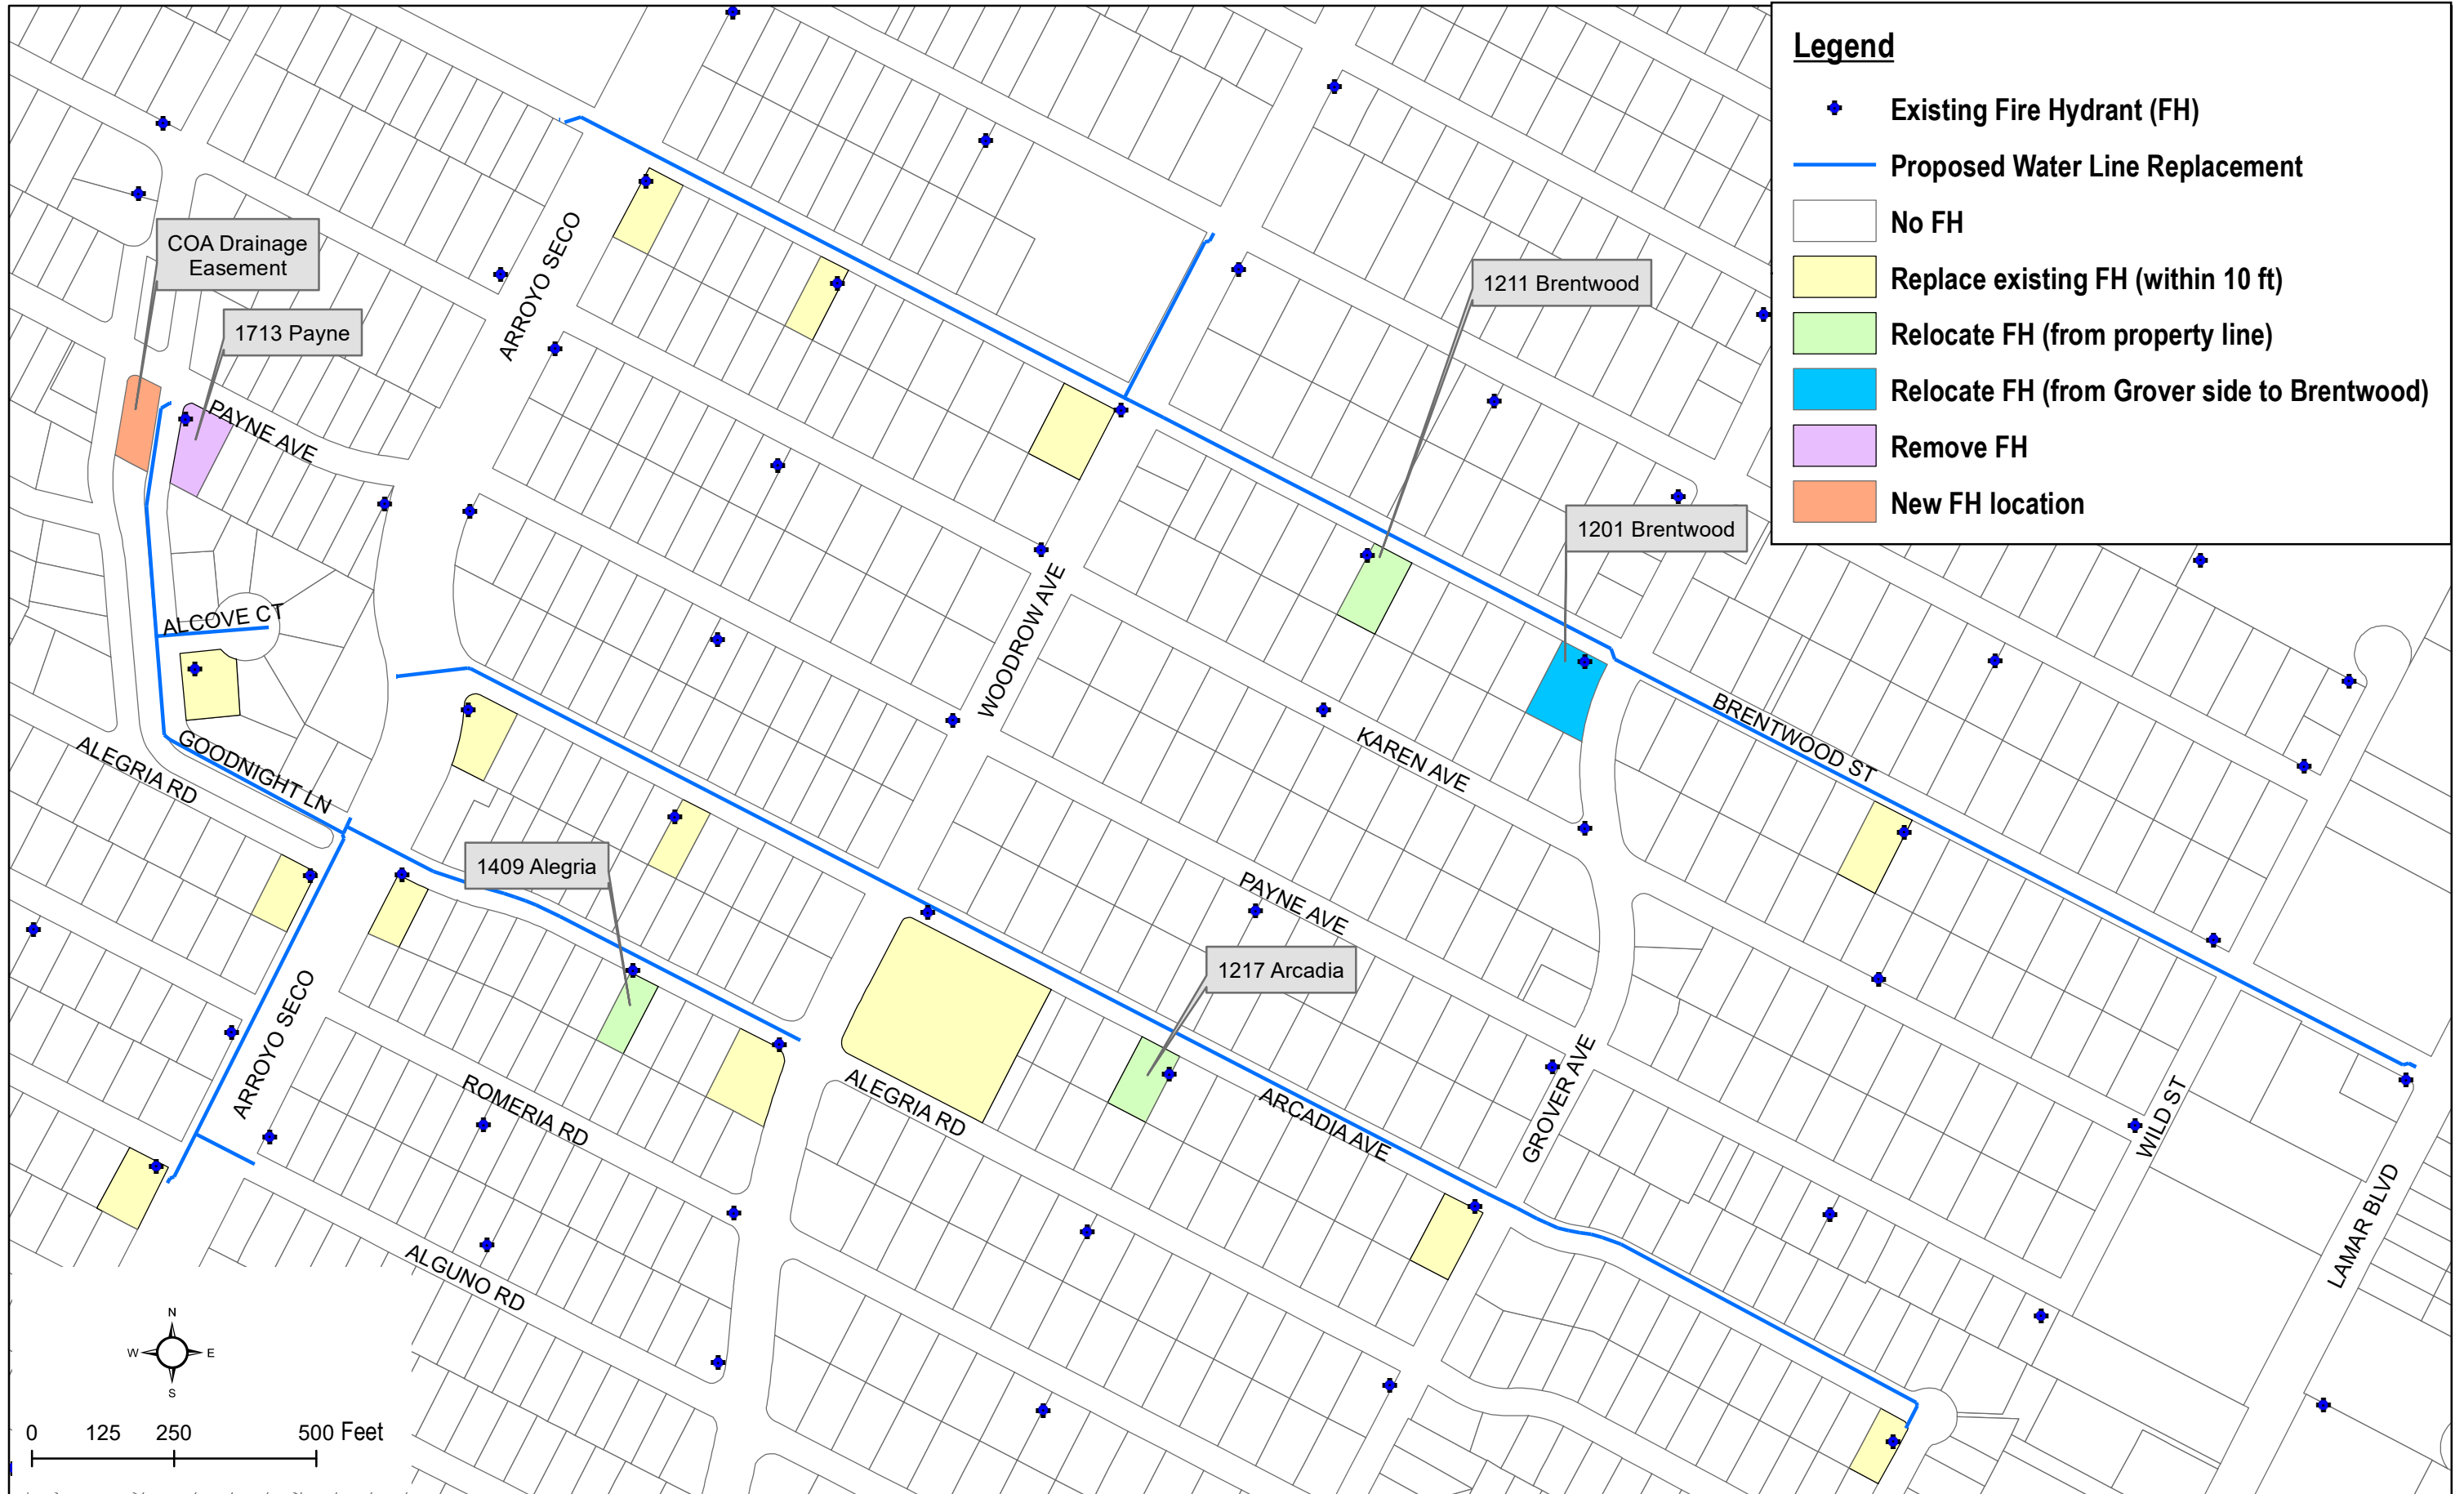 Legend
Existing Fire Hydrant (FH)
Proposed Water Line Replacement
No FH
Replace existing FH (within 10 ft)
Relocate FH (from property line)
Relocate FH (from Grover side to Brentwood)
Remove FH
New FH location
COA Drainage
Easement
1713 Payne
1211 Brentwood
1201 Brentwood
1409 Alegria
1217 Arcadia
ARROYO SECO
PAYNE AVE
ALCOVE CT
GOODNIGHT LN
ALEGRIA RD
WOODROW AVE
KAREN AVE
BRENTWOOD ST
PAYNE AVE
ARROYO SECO
ROMERIA RD
ALEGRIA RD
ARCADIA AVE
GROVER AVE
WILD ST
LAMAR BLVD
ALGUNO RD
N
W
E
S
0 125 250 500 Feet